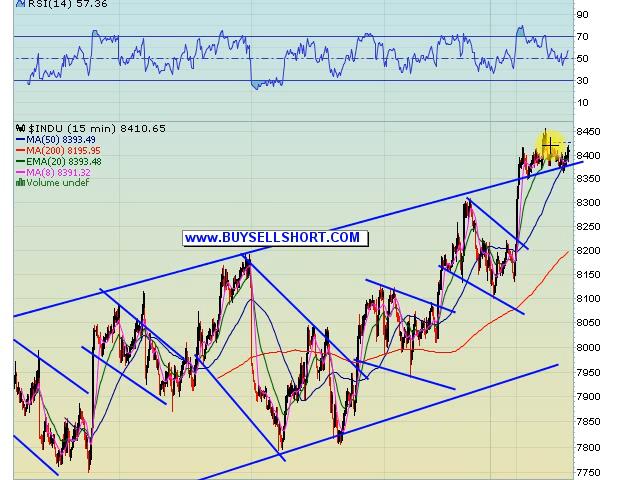 RSI(14) 57.36
90
70
50
30
10
$INDU (15 min) 8410.65
MA(50) 8393.49
MA(200) 8195.95
EMA(20) 8393.48
MA(8) 8391.32
Volume undef
8450
8400
8350
8300
8250
8200
8150
8100
8050
8000
7950
7900
7850
7800
7750
www.BUYSELLSHORT.COM